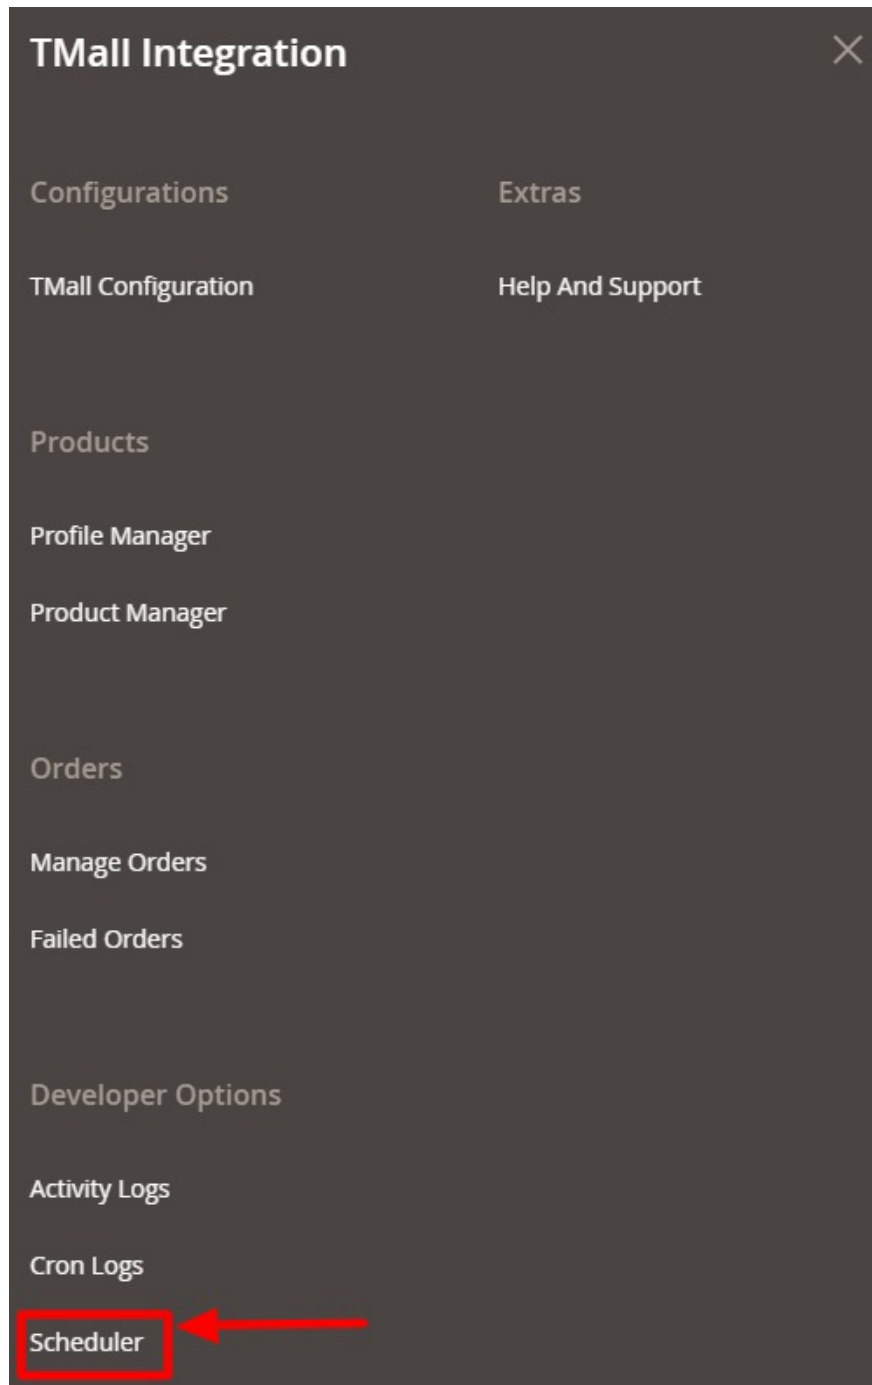 TMall Integration
Configurations
TMall Configuration
Extras
Help And Support
Products
Profile Manager
Product Manager
Orders
Manage Orders
Failed Orders
Developer Options
Activity Logs
Cron Logs
Scheduler